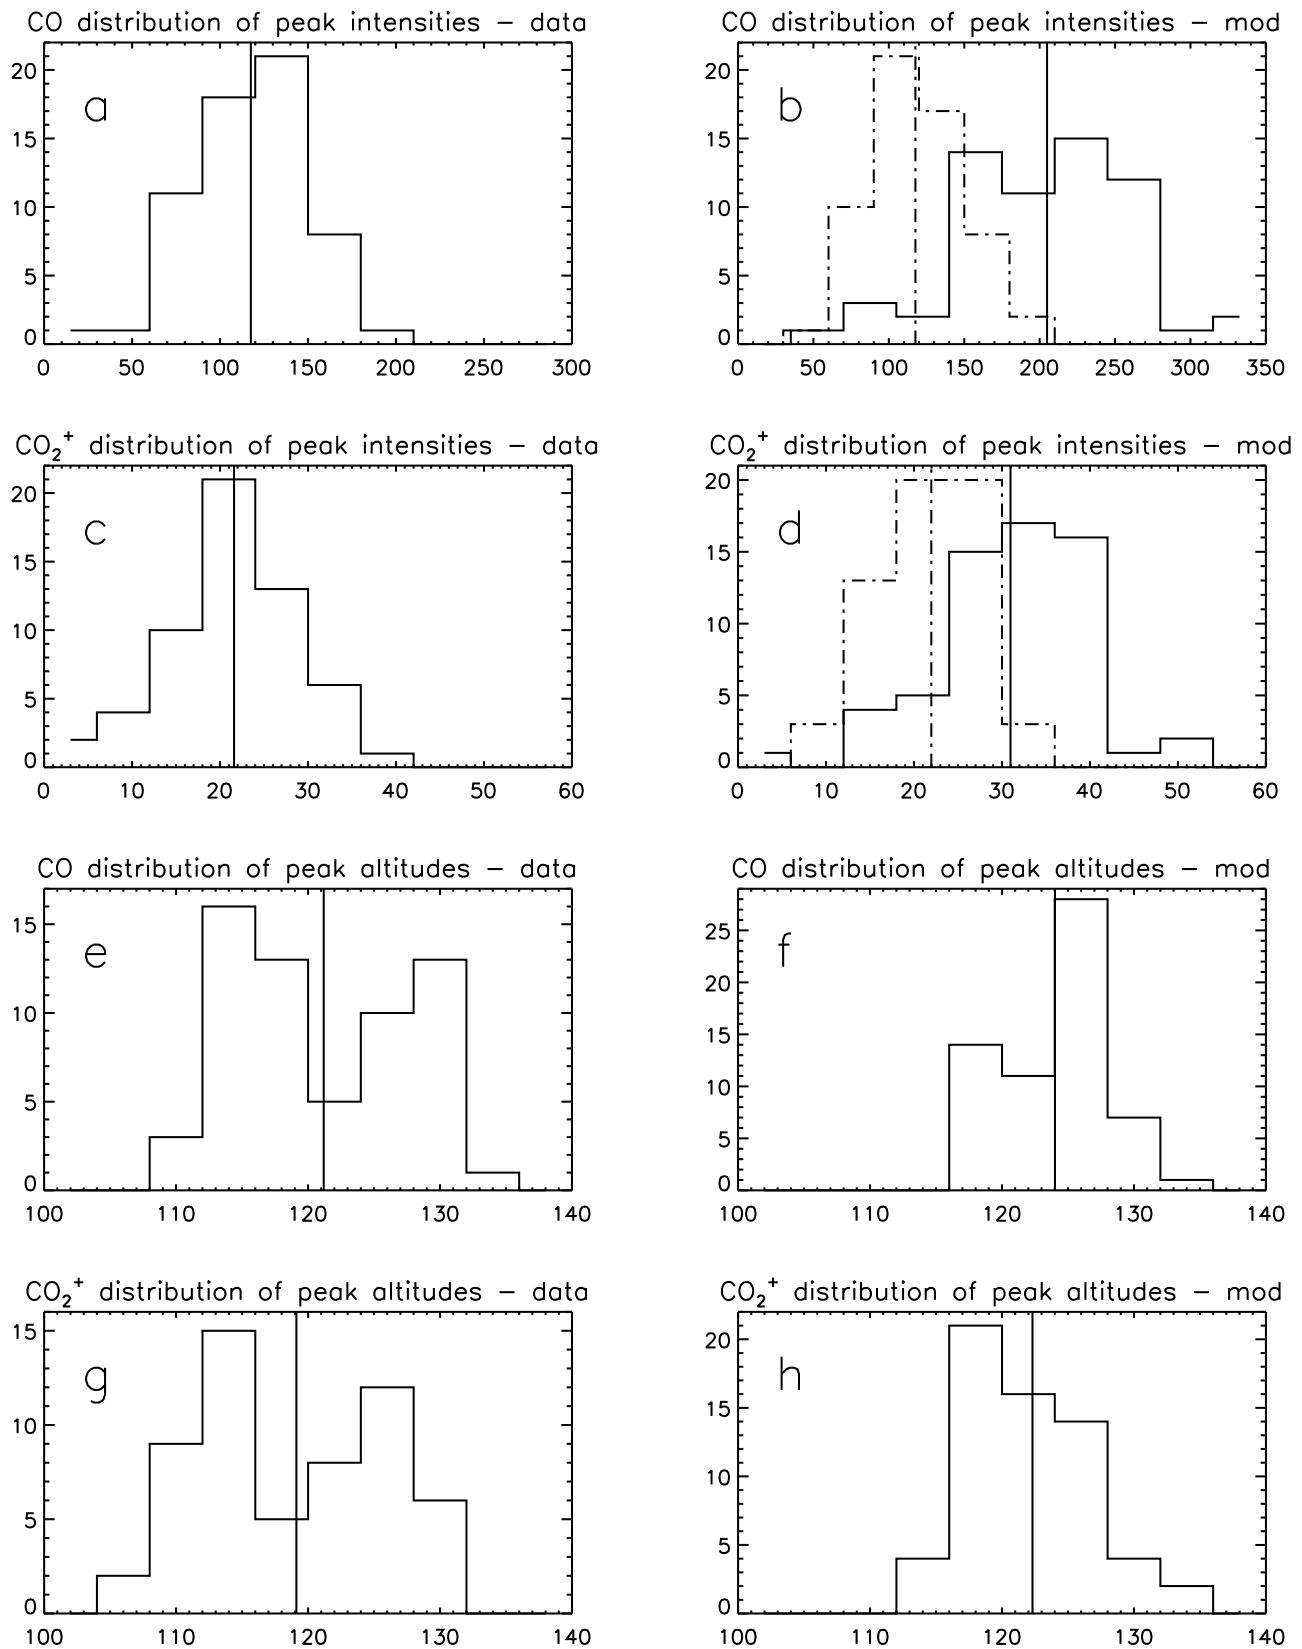 CO distribution of peak intensities – data
20
15
10
5
0
a
0 50 100 150 200 250 300
CO distribution of peak intensities – mod
20
15
10
5
0
b
0 50 100 150 200 250 300 350
CO₂⁺ distribution of peak intensities – data
20
15
10
5
0
c
0 10 20 30 40 50 60
CO₂⁺ distribution of peak intensities – mod
20
15
10
5
0
d
0 10 20 30 40 50 60
CO distribution of peak altitudes – data
15
10
5
0
e
100 110 120 130 140
CO distribution of peak altitudes – mod
25
20
15
10
5
0
f
100 110 120 130 140
CO₂⁺ distribution of peak altitudes – data
15
10
5
0
g
100 110 120 130 140
CO₂⁺ distribution of peak altitudes – mod
20
15
10
5
0
h
100 110 120 130 140